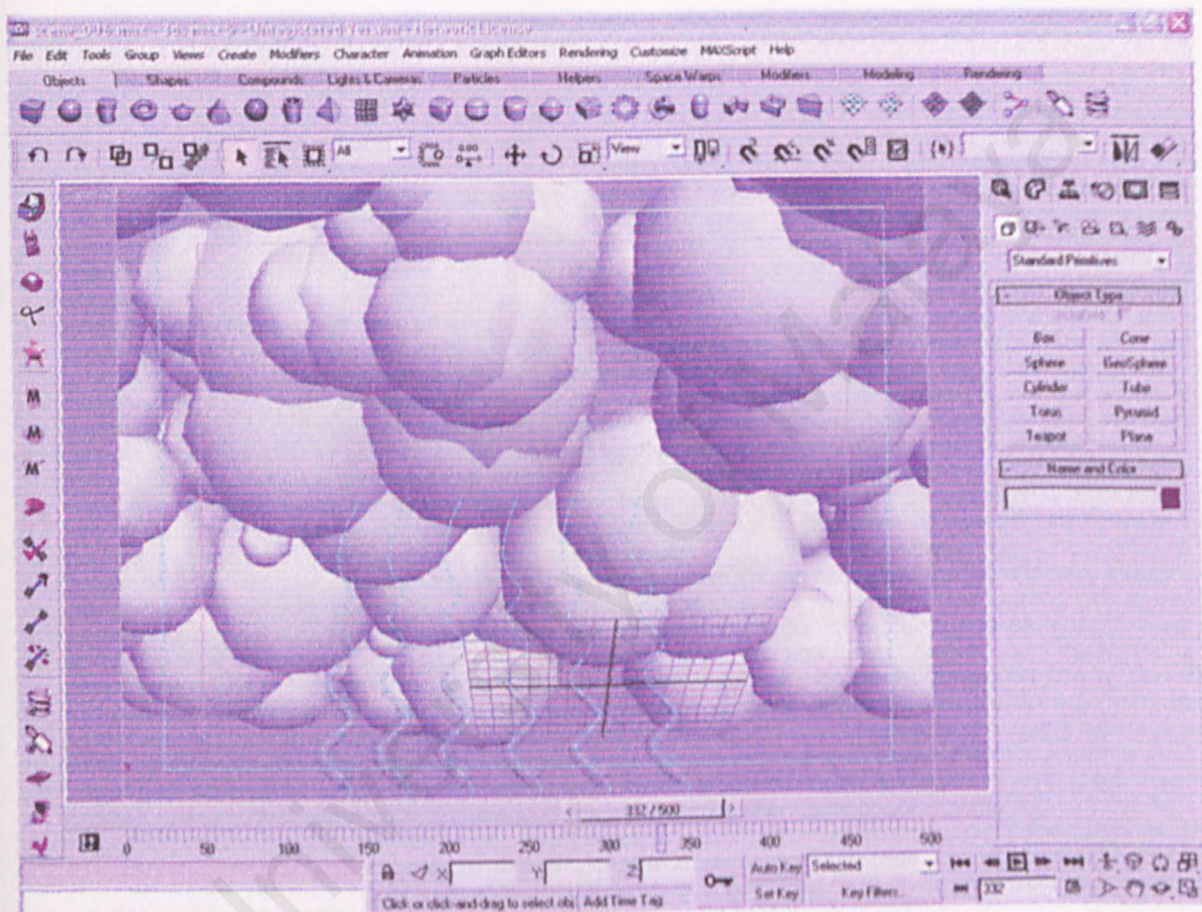 File Edit Tools Group Views Create Modifiers Character Animation Graph Editors Rendering Customize MAXScript Help
Objects Shapes Compounds Lights & Cameras Particles Helpers Space Warps Modifiers Modeling Rendering
All View
Standard Primitives
- Object Type
Box Cone
Sphere GeoSphere
Cylinder Tube
Torus Pyramid
Teapot Plane
- Name and Color
< 332 / 500 >
0 50 100 150 200 250 300 350 400 450 500
X: Y: Z: Auto Key Selected
Set Key Key Filters... 332
Click or click-and-drag to select obj Add Time Tag
University of Malaya